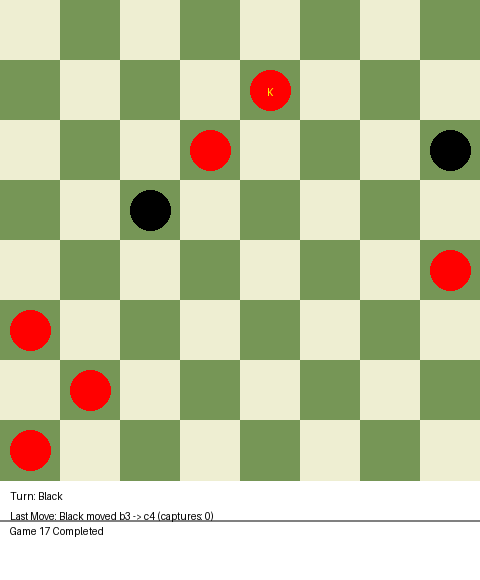 K
Turn: Black
Last Move: Black moved b3 -> c4 (captures: 0)
Game 17 Completed